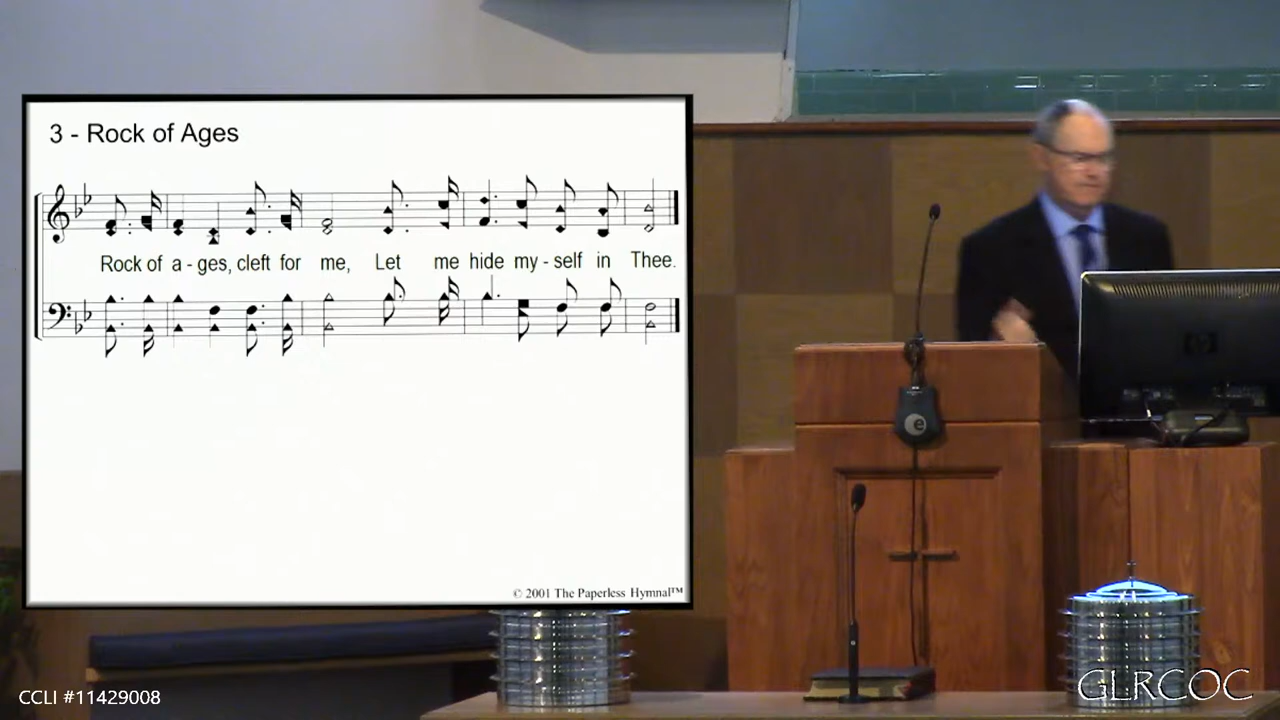 3 - Rock of Ages
Rock of a - ges, cleft for me, Let me hide my - self in Thee.
© 2001 The Paperless Hymnal™
hp
e
CCLI #11429008
GLRCOC